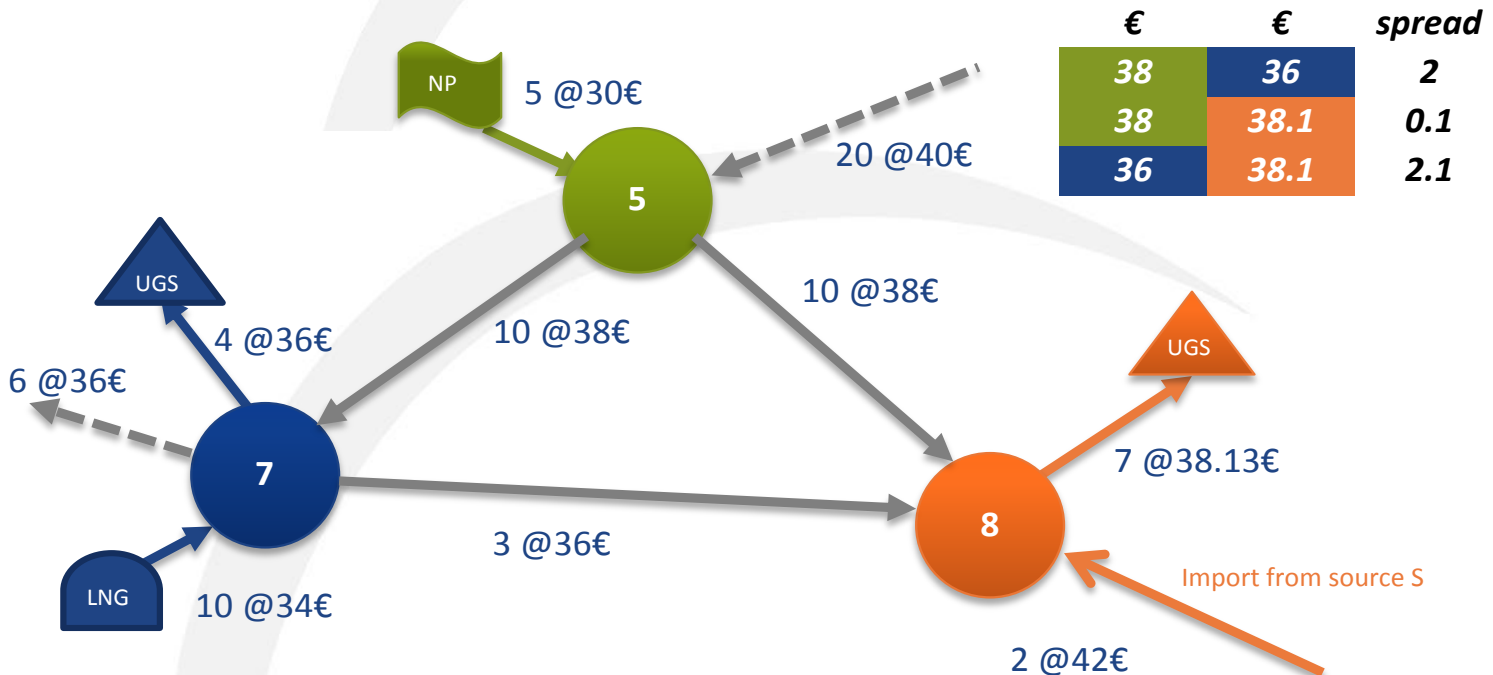 € € spread
38 36 2
38 38.1 0.1
36 38.1 2.1
NP
5 @30€
20 @40€
5
UGS
10 @38€
4 @36€
10 @38€
UGS
6 @36€
7 @38.13€
7
8
3 @36€
Import from source S
LNG
10 @34€
2 @42€